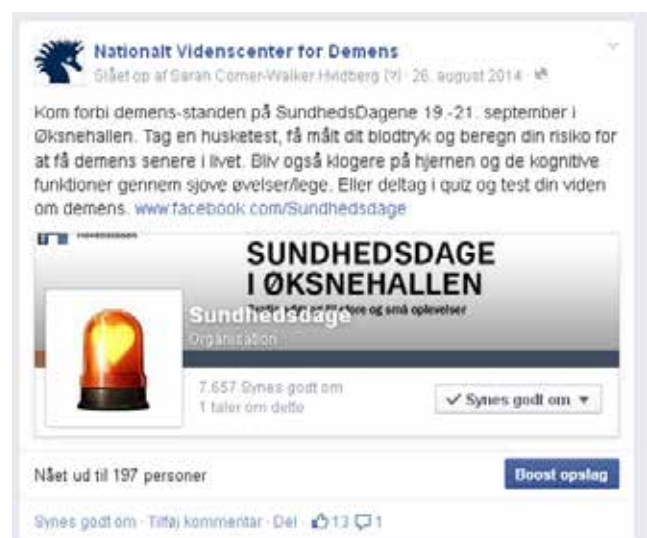 Nationalt Videnscenter for Demens
Slået op af Sarah Comer-Walker Hvidberg [?] · 26. august 2014 ·
Kom forbi demens-standen på SundhedsDagene 19.-21. september i
Øksnehallen. Tag en husketest, få målt dit blodtryk og beregn din risiko for
at få demens senere i livet. Bliv også klogere på hjernen og de kognitive
funktioner gennem sjove øvelser/lege. Eller deltag i quiz og test din viden
om demens. www.facebook.com/Sundhedsdage
SUNDHEDSDAGE
I ØKSNEHALLEN
store og små oplevelser
Sundhedsdage
Organisation
7.657 Synes godt om
1 taler om dette
Synes godt om
Nået ud til 197 personer
Boost opslag
Synes godt om · Tilføj kommentar · Del · 13 1